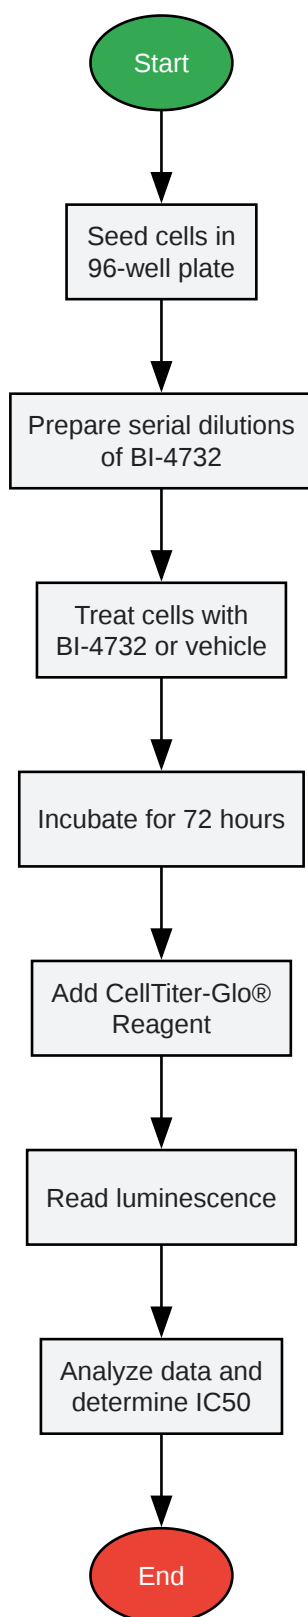 Start
Seed cells in
96-well plate
Prepare serial dilutions
of BI-4732
Treat cells with
BI-4732 or vehicle
Incubate for 72 hours
Add CellTiter-Glo®
Reagent
Read luminescence
Analyze data and
determine IC50
End